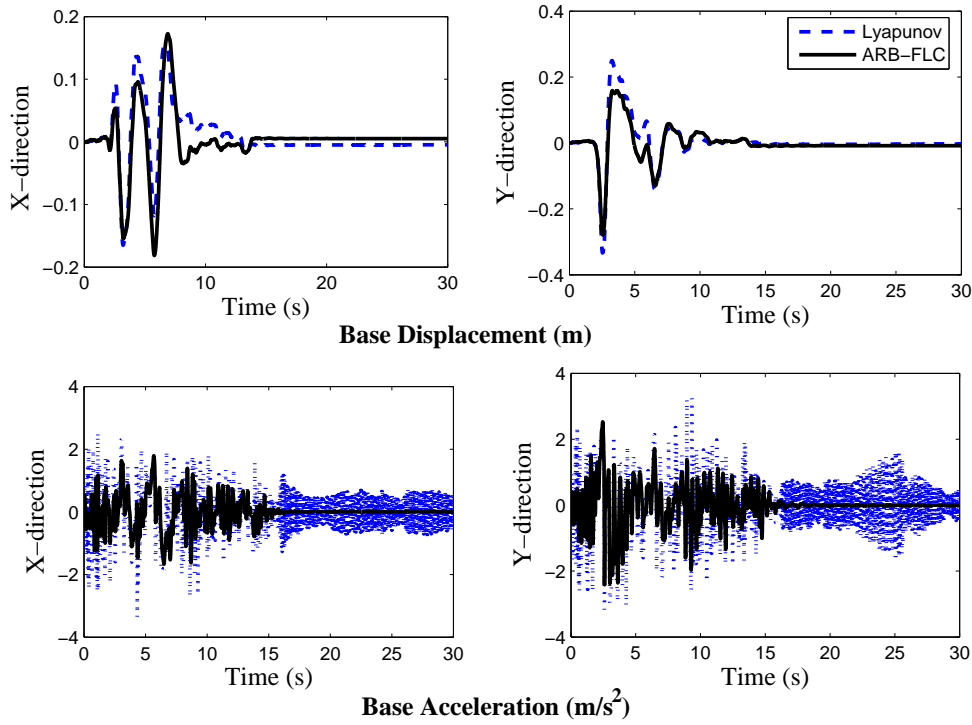 0.2
0.1
0
−0.1
−0.2
X−direction
0 5 10 15 20 25 30
Time (s)
0.4
0.2
0
−0.2
−0.4
Y−direction
0 5 10 15 20 25 30
Time (s)
Lyapunov
ARB−FLC
Base Displacement (m)
4
2
0
−2
−4
X−direction
0 5 10 15 20 25 30
Time (s)
4
2
0
−2
−4
Y−direction
0 5 10 15 20 25 30
Time (s)
Base Acceleration (m/s²)